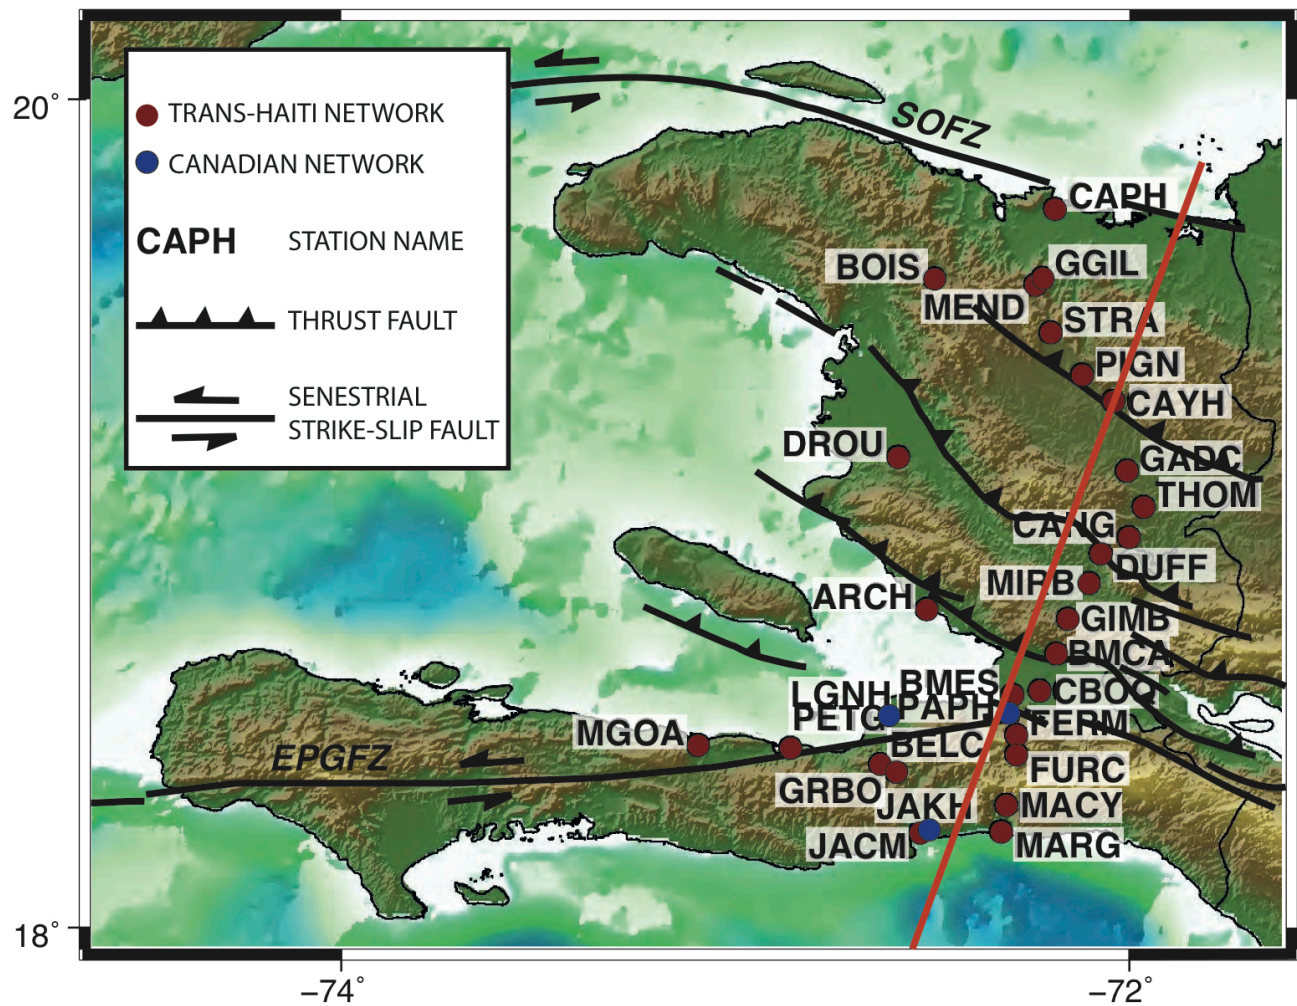 20°
TRANS-HAITI NETWORK
CANADIAN NETWORK
CAPH STATION NAME
THRUST FAULT
SENESTRIAL
STRIKE-SLIP FAULT
SOFZ
CAPH
BOIS
GGIL
MEND
STRA
PIGN
CAYH
DROU
GADC
THOM
CANG
DUFF
MIRB
ARCH
GIMB
BMCA
BMES
CBOQ
LGNH
PAPH
PETG
FERM
MGOA
BELC
EPGFZ
FURC
GRBO
JAKH
MACY
JACM
MARG
18°
-74°
-72°